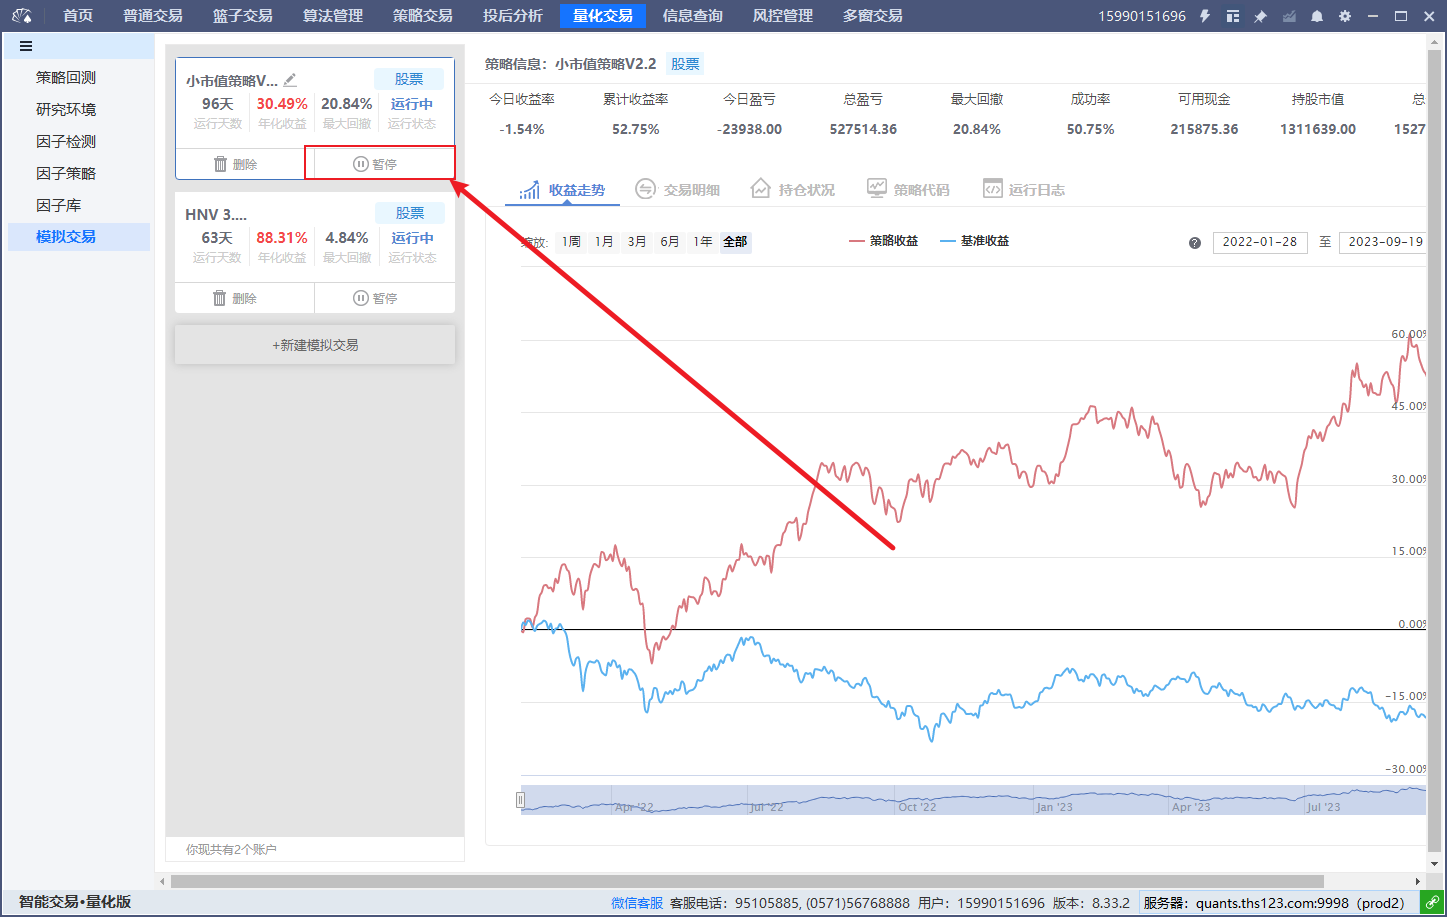 首页 普通交易 篮子交易 算法管理 策略交易 投后分析 量化交易 信息查询 风控管理 多窗交易 15990151696
策略回测
研究环境
因子检测
因子策略
因子库
模拟交易
小市值策略V... 股票
96天 30.49% 20.84% 运行中
运行天数 年化收益 最大回撤 运行状态
删除 暂停
HNV 3.... 股票
63天 88.31% 4.84% 运行中
运行天数 年化收益 最大回撤 运行状态
删除 暂停
+新建模拟交易
你现共有2个账户
策略信息：小市值策略V2.2 股票
今日收益率 累计收益率 今日盈亏 总盈亏 最大回撤 成功率 可用现金 持股市值 总
-1.54% 52.75% -23938.00 527514.36 20.84% 50.75% 215875.36 1311639.00 1527
收益走势 交易明细 持仓状况 策略代码 运行日志
缩放: 1周 1月 3月 6月 1年 全部 策略收益 基准收益 2022-01-28 至 2023-09-19
60.00%
45.00%
30.00%
15.00%
0.00%
-15.00%
-30.00%
Apr '22 Jul '22 Oct '22 Jan '23 Apr '23 Jul '23
智能交易•量化版 微信客服 客服电话：95105885, (0571)56768888 用户：15990151696 版本：8.33.2 服务器：quants.ths123.com:9998（prod2）